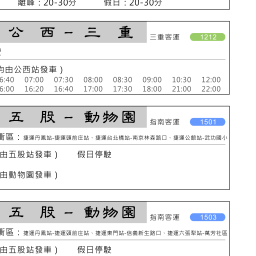 離峰：20-30分 假日：20-30分
公西-三重 三重客運 1212
向由公西站發車）
6:40 07:00 07:30 08:00 08:30 09:00 10:30 12:00
6:00 16:20 16:40 17:00 17:30 18:00 21:00 22:00
五股-動物園 指南客運 1501
衝區：捷運丹鳳站-捷運頭前庄站、捷運台北橋站-南京林森路口、捷運公館站-武功國小
由五股站發車） 假日停駛
由動物園發車）
五股-動物園 指南客運 1503
衝區：捷運丹鳳站-捷運頭前庄站、捷運東門站-信義新生路口、捷運六張犁站-萬芳社區
由五股站發車） 假日停駛